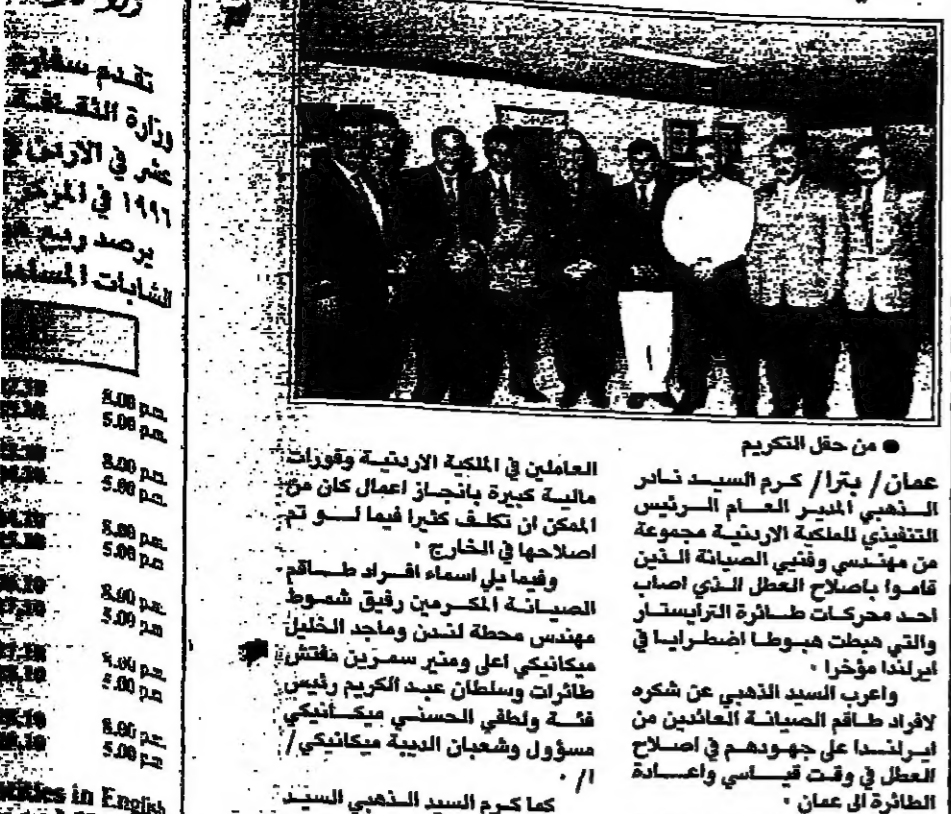 ● من حفل التكريم
عمان / بترا / كرم السيد نادر
الذهبي المدير العام الرئيس
التنفيذي للملكية الاردنية مجموعة
من مهندسي وفنيي الصيانة الذين
قاموا باصلاح العطل الذي اصاب
احد محركات طائرة الترايستار
والتي هبطت هبوطا اضطراريا في
ايرلندا مؤخرا ٠
واعرب السيد الذهبي عن شكره
لافراد طاقم الصيانة العائدين من
ايرلندا على جهودهم في اصلاح
العطل في وقت قياسي واعادة
الطائرة الى عمان ٠
العاملين في الملكية الاردنية وفورات
مالية كبيرة بانجاز اعمال كان من
الممكن ان تكلف كثيرا فيما لو تم
اصلاحها في الخارج ٠
وفيما يلي اسماء افراد طاقم
الصيانة المكرمين رفيق شموط
مهندس محطة لندن وماجد الخليل
ميكانيكي اعلى ومنير سمرين مفتش
طائرات وسلطان عبد الكريم رئيس
فئة ولطفي الحسني ميكانيكي
مسؤول وشعبان الديبة ميكانيكي /
١/ ٠
كما كرم السيد الذهبي السيد
تقدم
وزارة الثقافة
عشر في الاردن
١٩٩٦ في
يرصد ريع
للشابات
8.00 p.m.
5.00 p.m.
8.00 p.m.
5.00 p.m.
8.00 p.m.
5.00 p.m.
8.00 p.m.
5.00 p.m.
8.00 p.m.
5.00 p.m.
8.00 p.m.
5.00 p.m.
in English